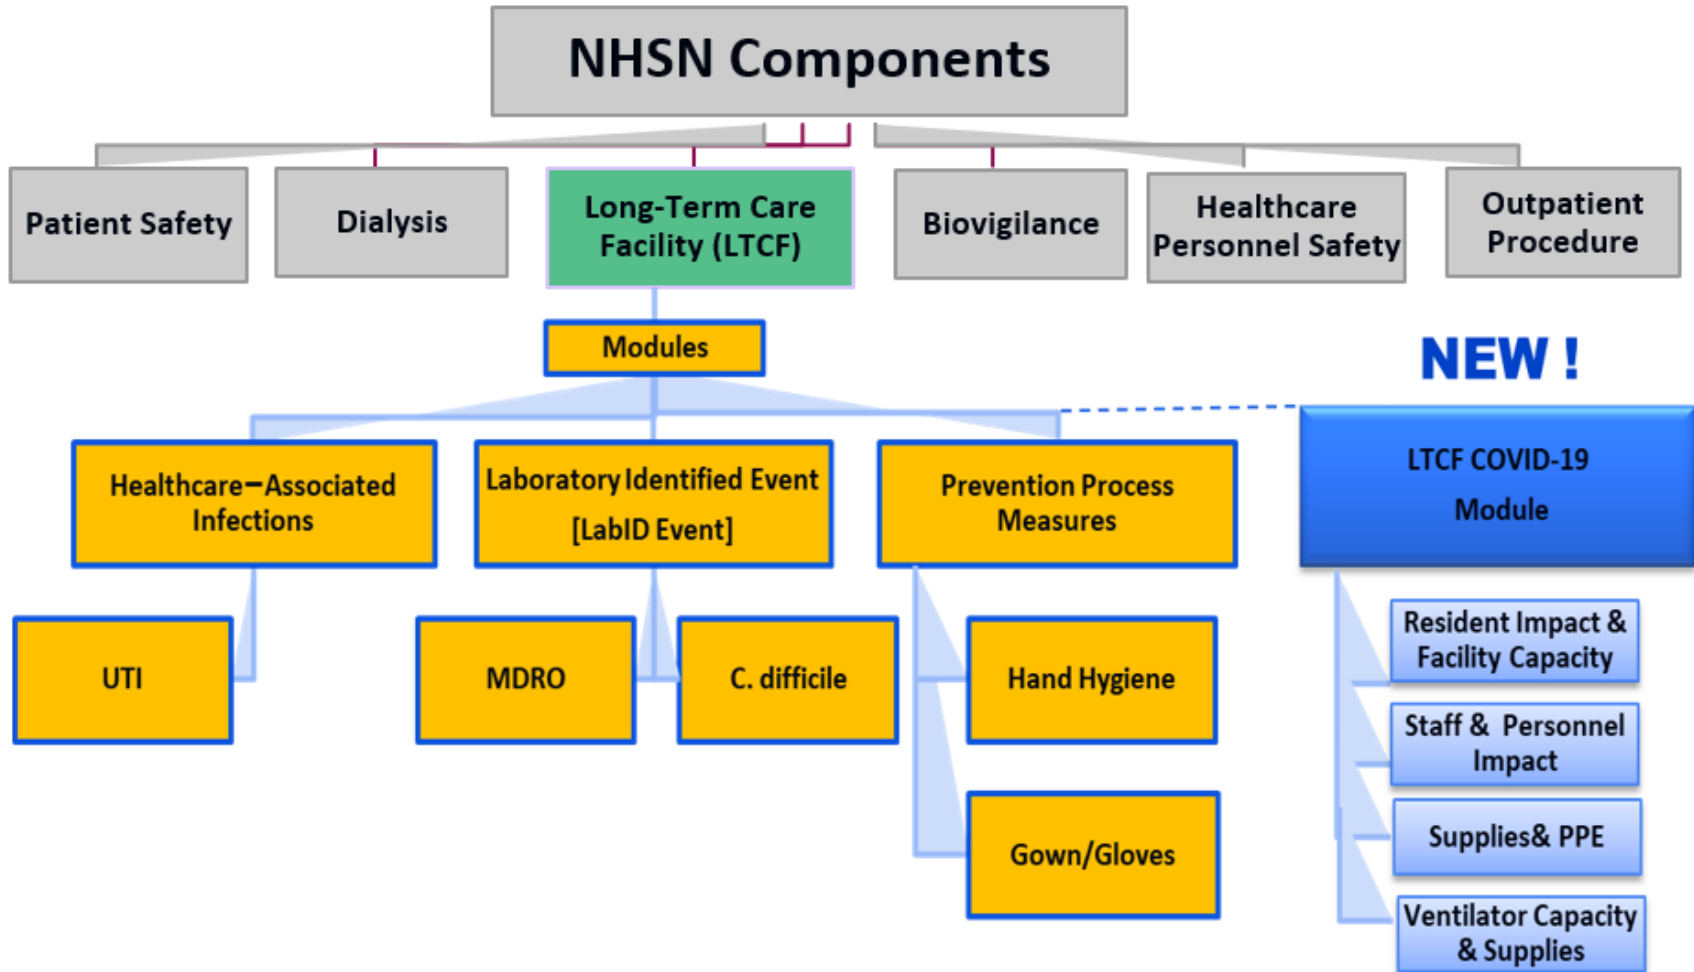 NHSN Components
Patient Safety
Dialysis
Long-Term Care
Facility (LTCF)
Biovigilance
Healthcare
Personnel Safety
Outpatient
Procedure
Modules
NEW !
Healthcare–Associated
Infections
Laboratory Identified Event
[LabID Event]
Prevention Process
Measures
LTCF COVID-19
Module
UTI
MDRO
C. difficile
Hand Hygiene
Gown/Gloves
Resident Impact &
Facility Capacity
Staff & Personnel
Impact
Supplies& PPE
Ventilator Capacity
& Supplies